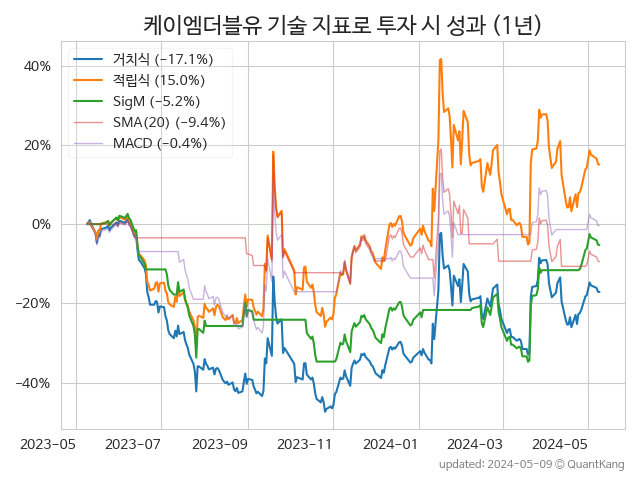 케이엠더블유 기술 지표로 투자 시 성과 (1년)
거치식 (−17.1%)
적립식 (15.0%)
SigM (−5.2%)
SMA(20) (−9.4%)
MACD (−0.4%)
40%
20%
0%
−20%
−40%
2023-05 2023-07 2023-09 2023-11 2024-01 2024-03 2024-05
updated: 2024-05-09 © QuantKang